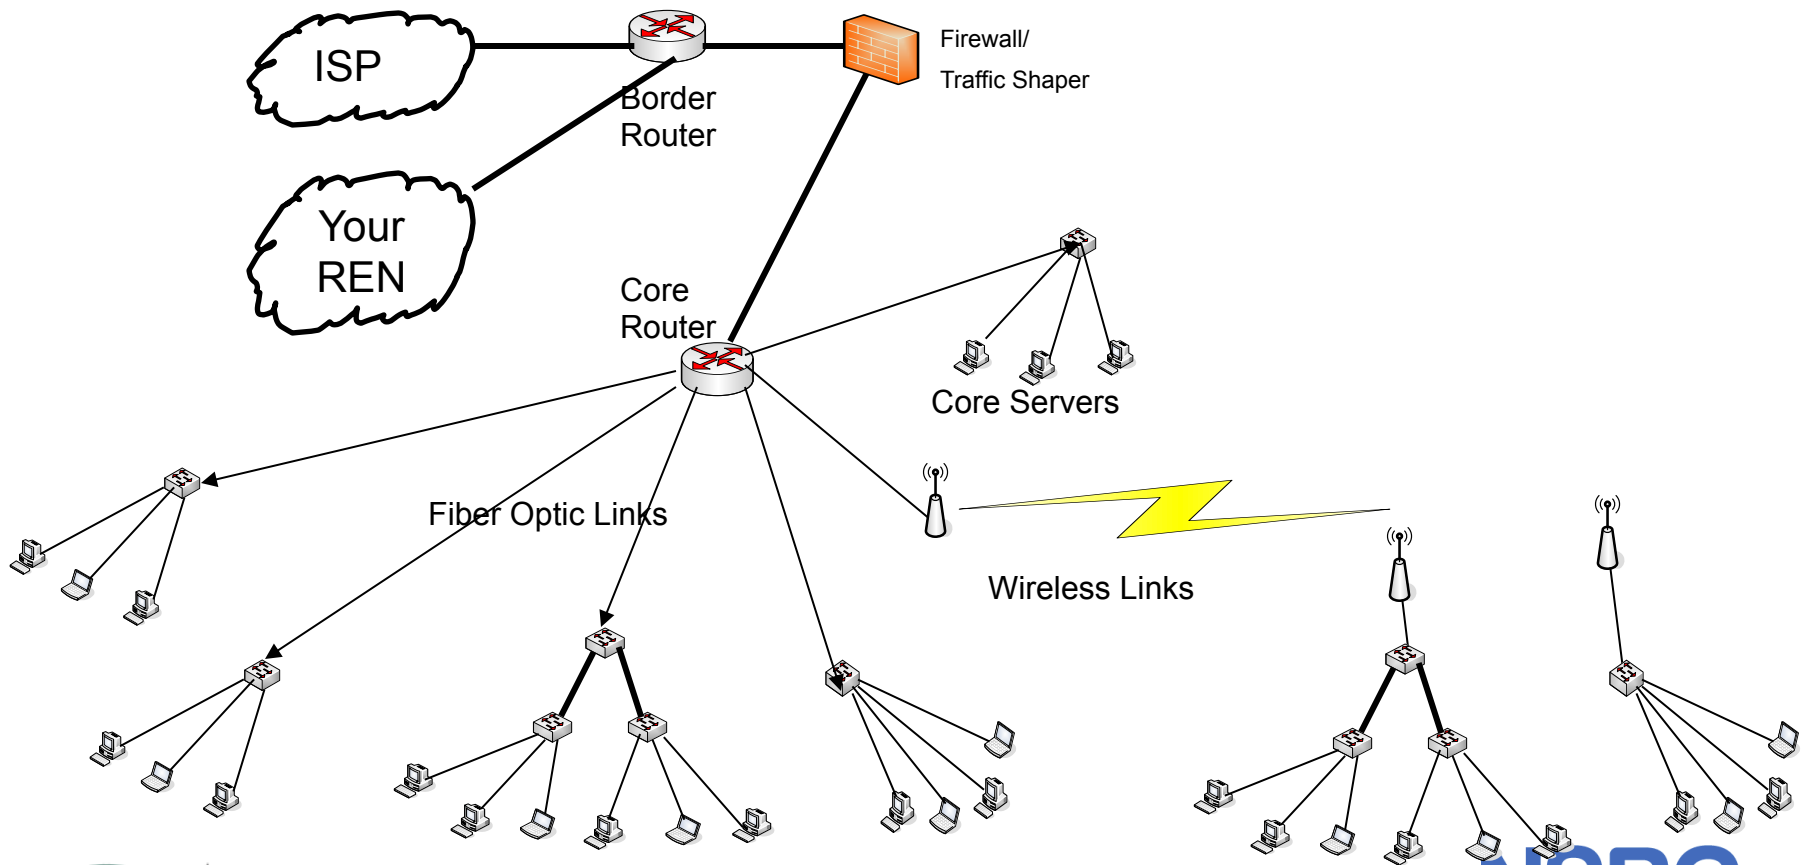 ISP
Firewall/
Traffic Shaper
Border
Router
Your
REN
Core
Router
Core Servers
Fiber Optic Links
Wireless Links